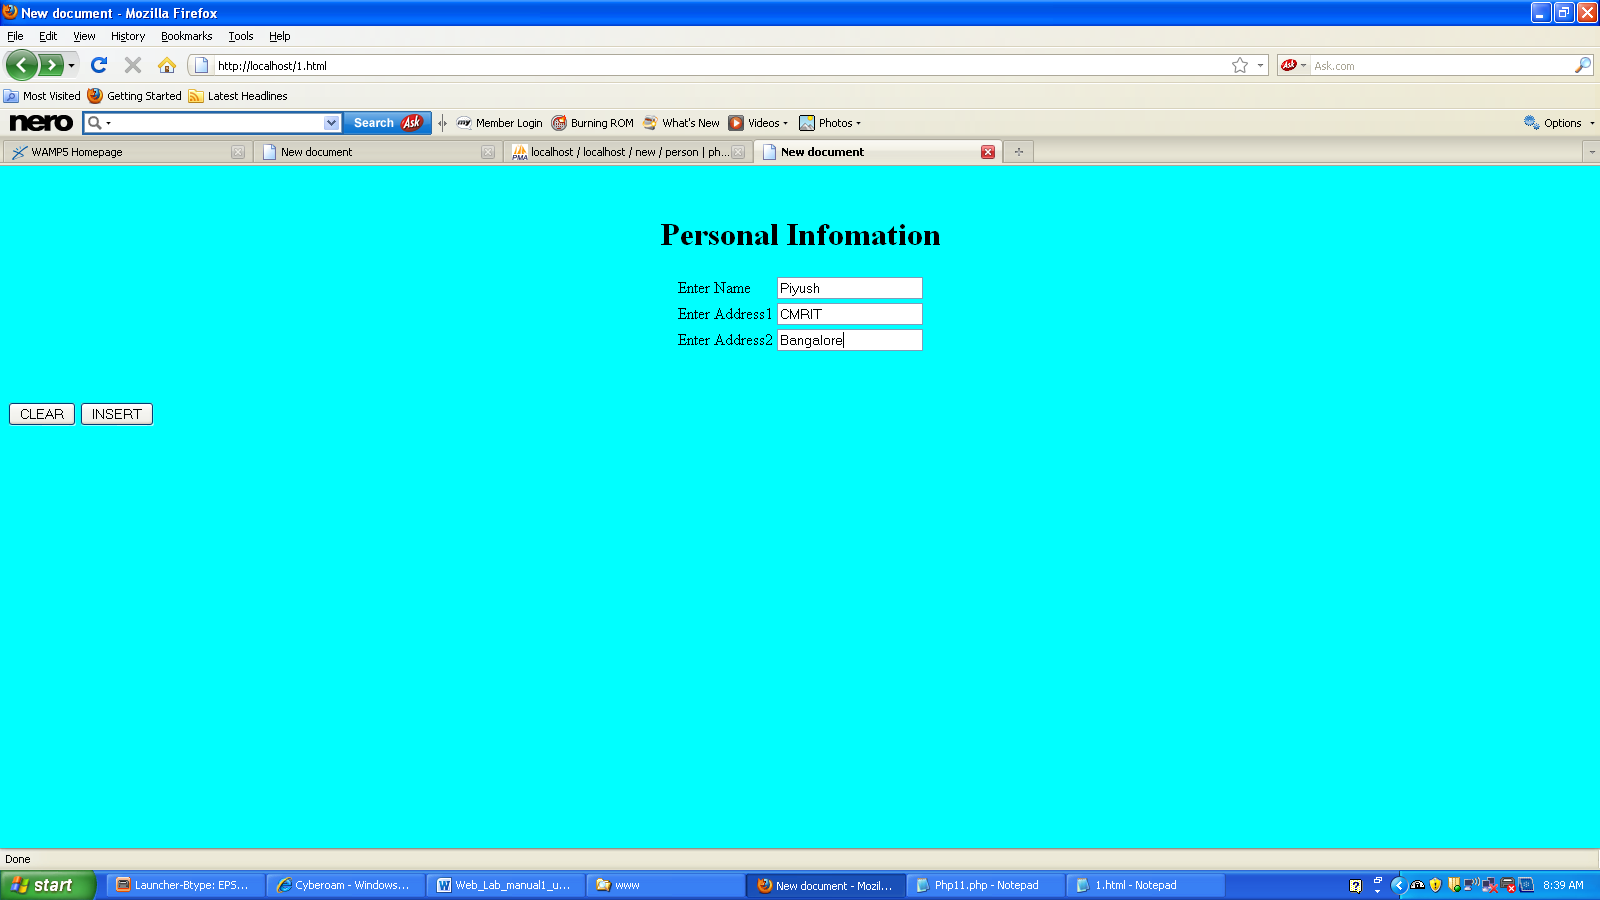 New document - Mozilla Firefox
File Edit View History Bookmarks Tools Help
http://localhost/1.html
Ask Ask.com
Most Visited Getting Started Latest Headlines
nero Search Ask my Member Login Burning ROM What's New Videos Photos Options
WAMP5 Homepage New document PMA localhost / localhost / new / person | ph... New document
Personal Infomation
Enter Name Piyush
Enter Address1 CMRIT
Enter Address2 Bangalore
CLEAR INSERT
Done
start Launcher-Btype: EPS... Cyberoam - Windows... Web_Lab_manual1_u... www New document - Mozil... Php11.php - Notepad 1.html - Notepad 8:39 AM